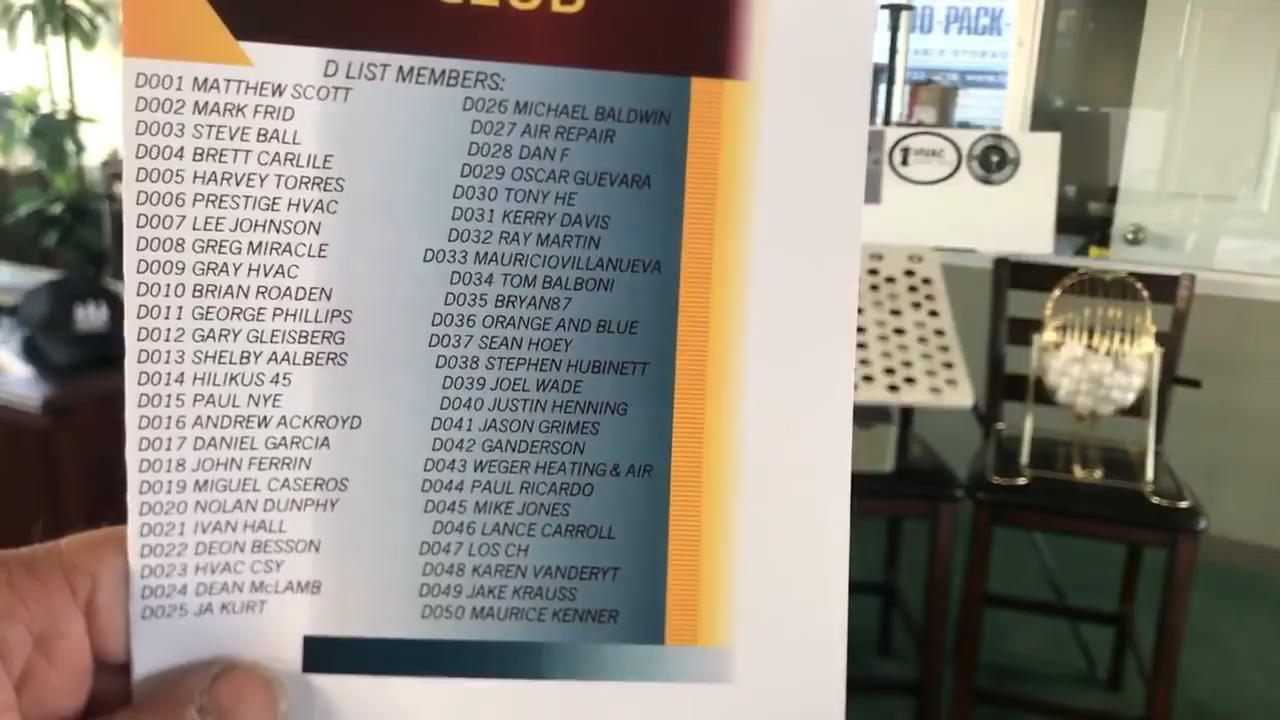 CLUB
D LIST MEMBERS:
D001 MATTHEW SCOTT
D002 MARK FRID
D003 STEVE BALL
D004 BRETT CARLILE
D005 HARVEY TORRES
D006 PRESTIGE HVAC
D007 LEE JOHNSON
D008 GREG MIRACLE
D009 GRAY HVAC
D010 BRIAN ROADEN
D011 GEORGE PHILLIPS
D012 GARY GLEISBERG
D013 SHELBY AALBERS
D014 HILIKUS 45
D015 PAUL NYE
D016 ANDREW ACKROYD
D017 DANIEL GARCIA
D018 JOHN FERRIN
D019 MIGUEL CASEROS
D020 NOLAN DUNPHY
D021 IVAN HALL
D022 DEON BESSON
D023 HVAC CSY
D024 DEAN McLAMB
D025 JA KURT
D026 MICHAEL BALDWIN
D027 AIR REPAIR
D028 DAN F
D029 OSCAR GUEVARA
D030 TONY HE
D031 KERRY DAVIS
D032 RAY MARTIN
D033 MAURICIOVILLANUEVA
D034 TOM BALBONI
D035 BRYAN87
D036 ORANGE AND BLUE
D037 SEAN HOEY
D038 STEPHEN HUBINETT
D039 JOEL WADE
D040 JUSTIN HENNING
D041 JASON GRIMES
D042 GANDERSON
D043 WEGER HEATING & AIR
D044 PAUL RICARDO
D045 MIKE JONES
D046 LANCE CARROLL
D047 LOS CH
D048 KAREN VANDERYT
D049 JAKE KRAUSS
D050 MAURICE KENNER
PACK-
1 HVAC